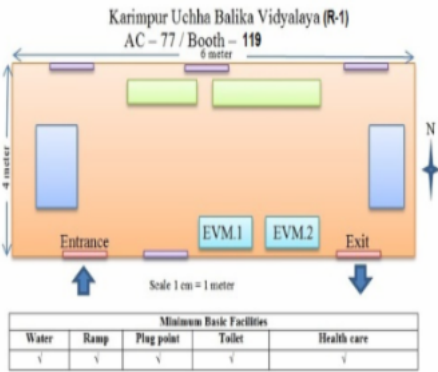 Karimpur Uchha Balika Vidyalaya (R-1)
AC – 77 / Booth – 119
6 meter
4 meter
N
EVM.1 EVM.2
Entrance Exit
Scale 1 cm = 1 meter
Minimum Basic Facilities
Water Ramp Plug point Toilet Health care
√ √ √ √ √